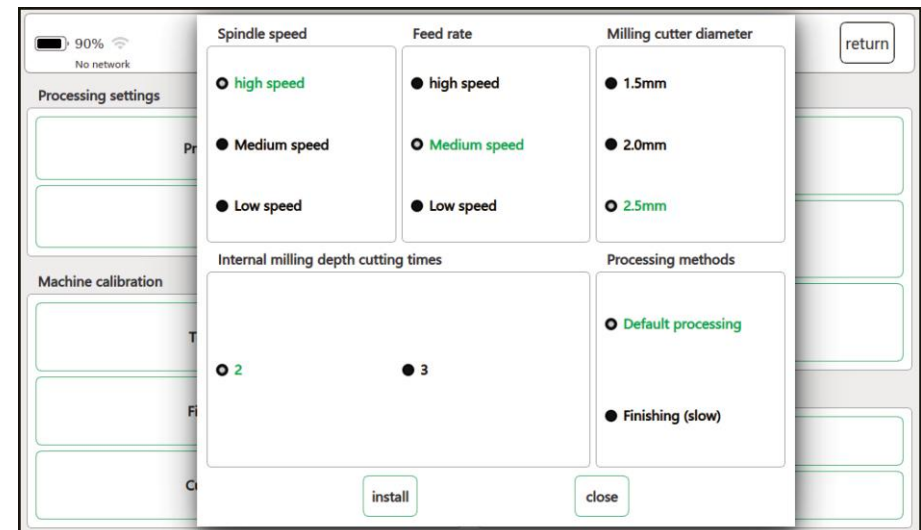 90%
No network
return
Processing settings
Pr
Machine calibration
T
Fi
Spindle speed
high speed
Medium speed
Low speed
Feed rate
high speed
Medium speed
Low speed
Milling cutter diameter
1.5mm
2.0mm
2.5mm
Internal milling depth cutting times
2
3
Processing methods
Default processing
Finishing (slow)
install
close